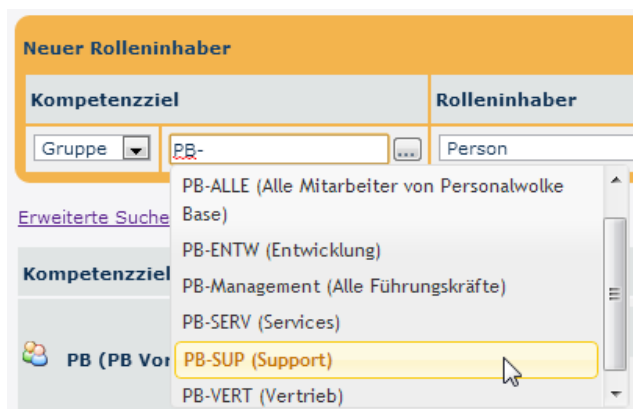 Neuer Rolleninhaber
Kompetenzziel Rolleninhaber
Gruppe PB- ... Person
PB-ALLE (Alle Mitarbeiter von Personalwolke
Base)
Erweiterte Suche
PB-ENTW (Entwicklung)
Kompetenzziel
PB-Management (Alle Führungskräfte)
PB-SERV (Services)
PB (PB Vor
PB-SUP (Support)
PB-VERT (Vertrieb)